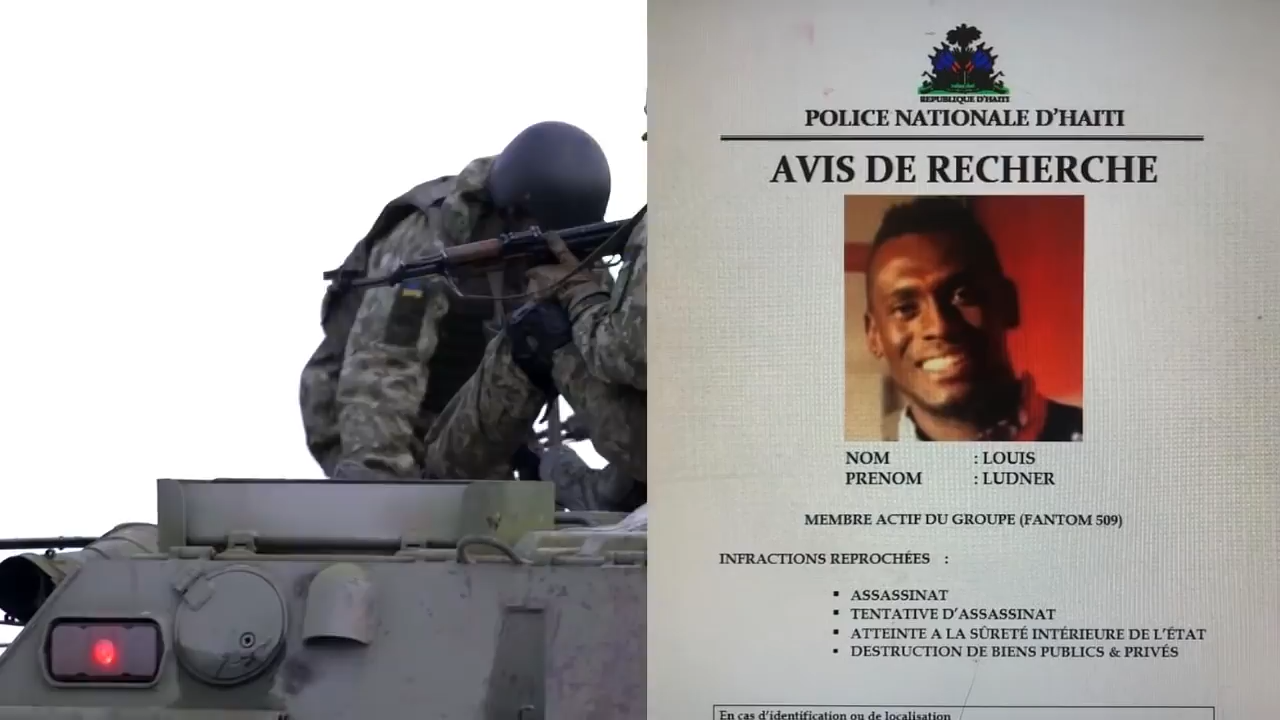 REPUBLIQUE D'HAITI
POLICE NATIONALE D'HAITI
AVIS DE RECHERCHE
NOM : LOUIS
PRENOM : LUDNER
MEMBRE ACTIF DU GROUPE (FANTOM 509)
INFRACTIONS REPROCHÉES :
▪ ASSASSINAT
▪ TENTATIVE D'ASSASSINAT
▪ ATTEINTE A LA SÛRETÉ INTÉRIEURE DE L'ÉTAT
▪ DESTRUCTION DE BIENS PUBLICS & PRIVÉS
En cas d'identification ou de localisation